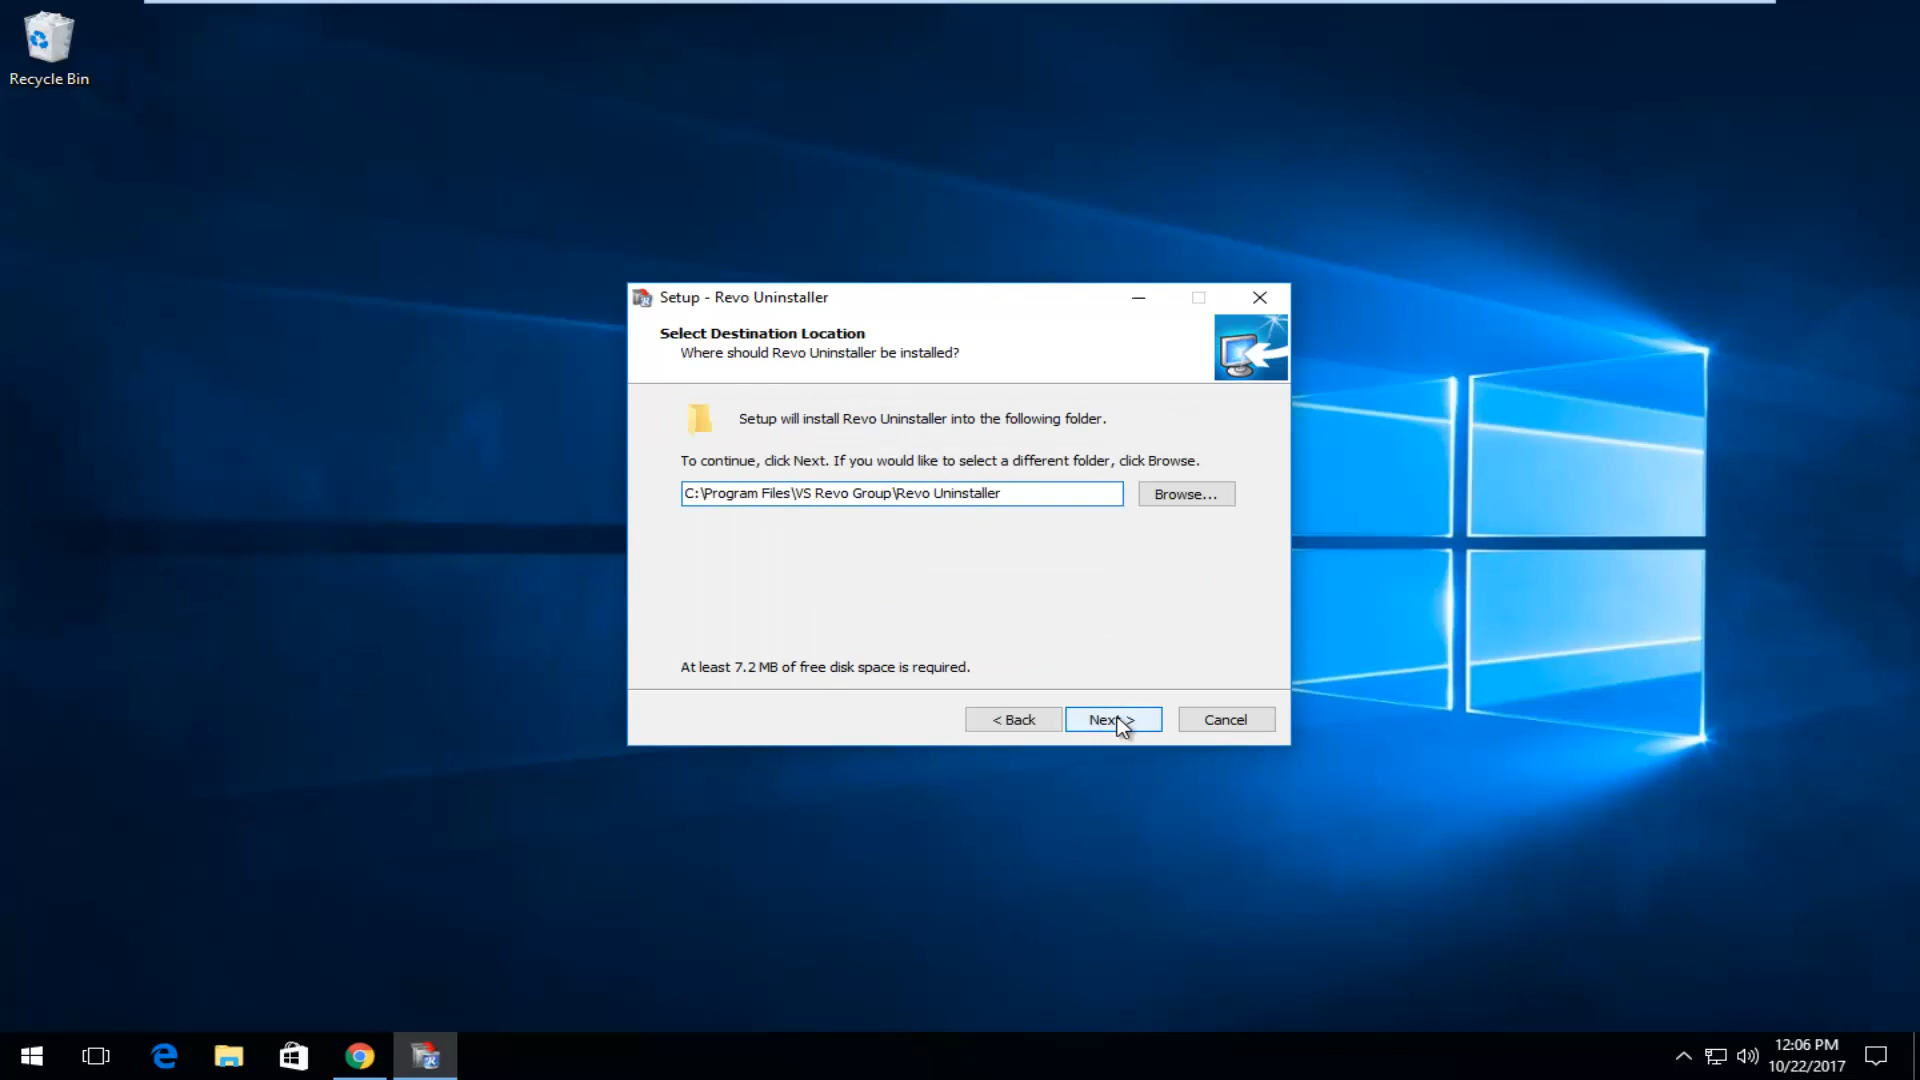 Recycle Bin
Setup - Revo Uninstaller
Select Destination Location
Where should Revo Uninstaller be installed?
Setup will install Revo Uninstaller into the following folder.
To continue, click Next. If you would like to select a different folder, click Browse.
C:\Program Files\VS Revo Group\Revo Uninstaller
Browse...
At least 7.2 MB of free disk space is required.
< Back
Next >
Cancel
12:06 PM
10/22/2017